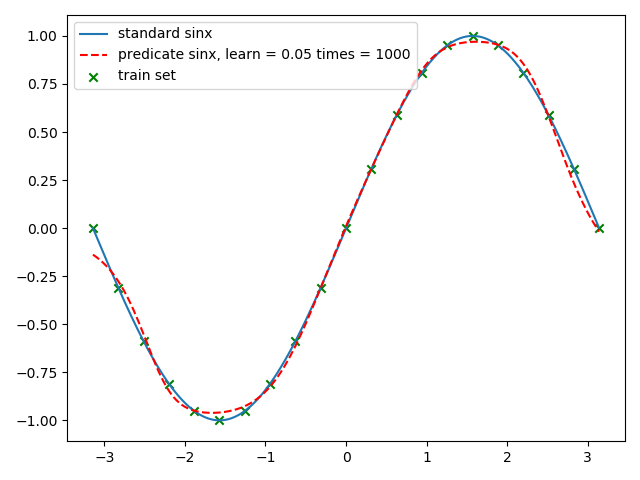 standard sinx
predicate sinx, learn = 0.05 times = 1000
train set
1.00
0.75
0.50
0.25
0.00
−0.25
−0.50
−0.75
−1.00
−3 −2 −1 0 1 2 3